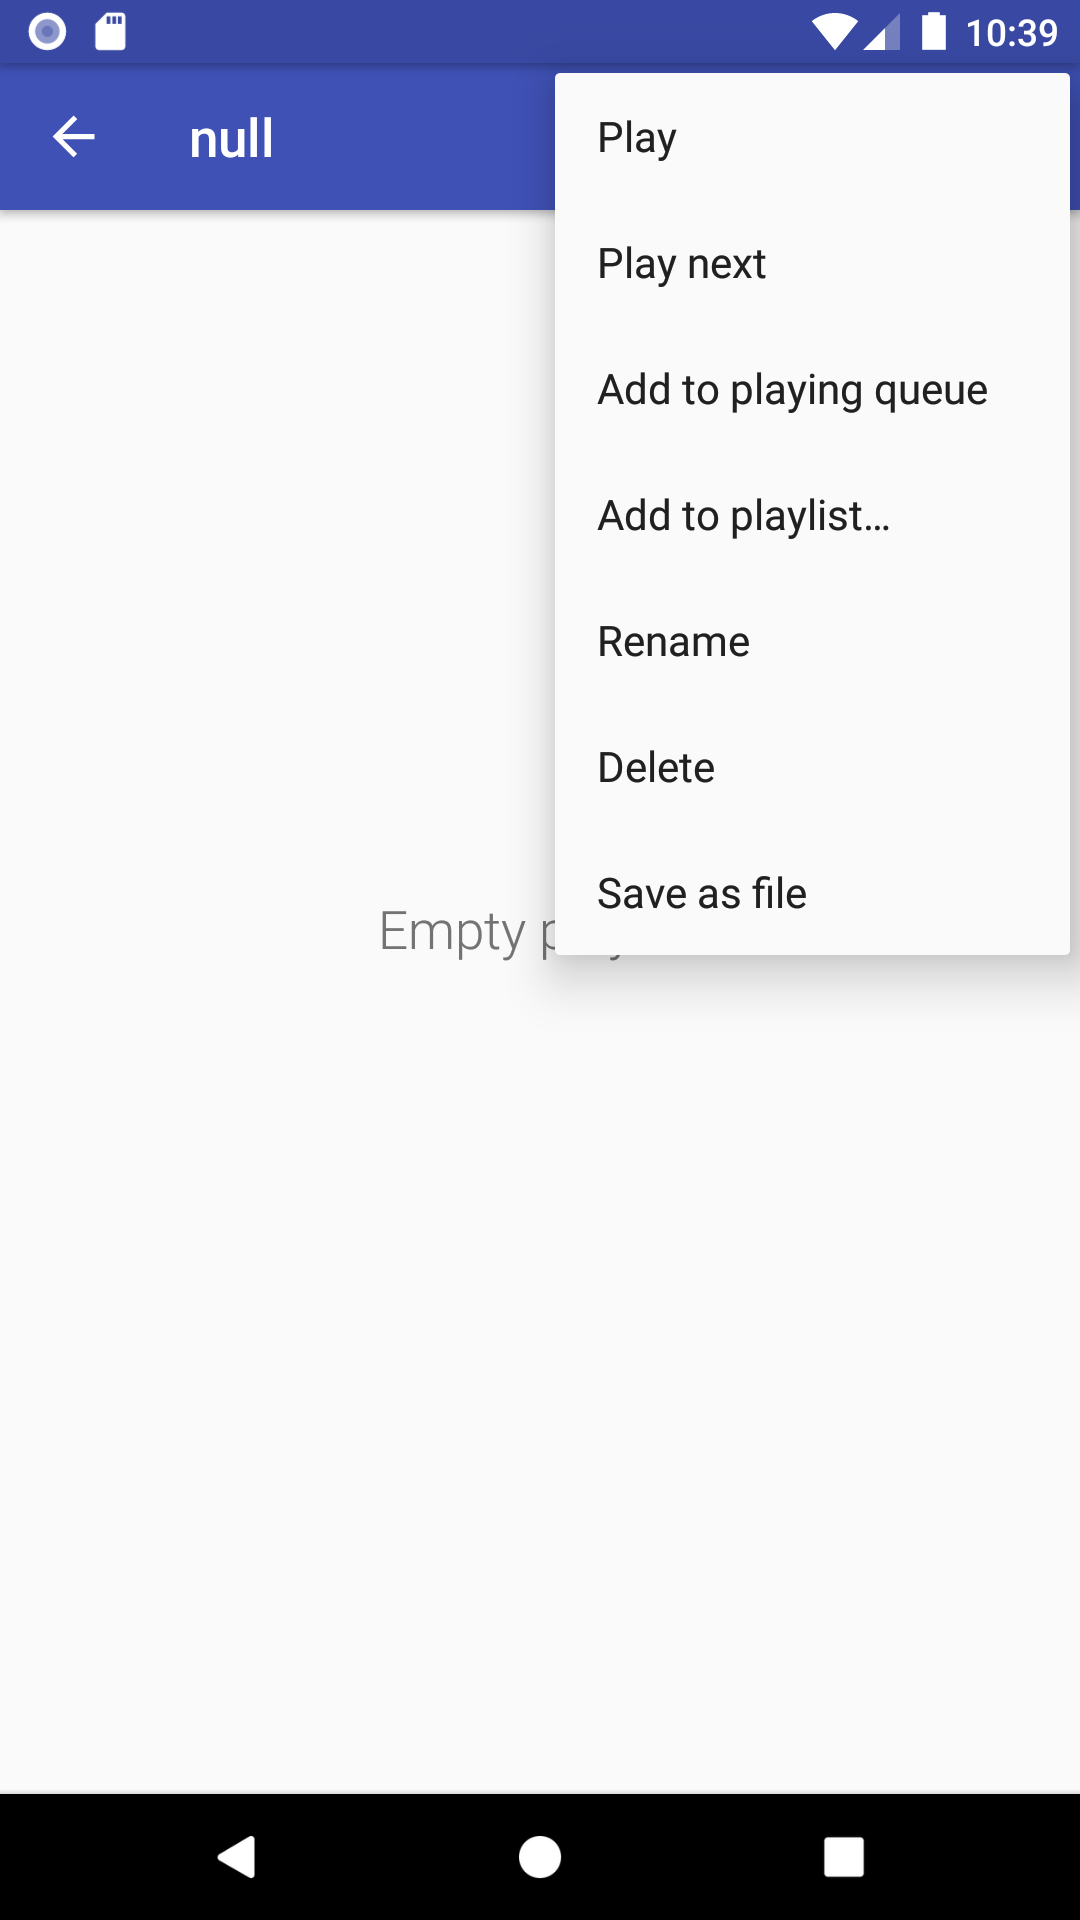 10:39
null
Play
Play next
Add to playing queue
Add to playlist...
Rename
Delete
Save as file
Empty